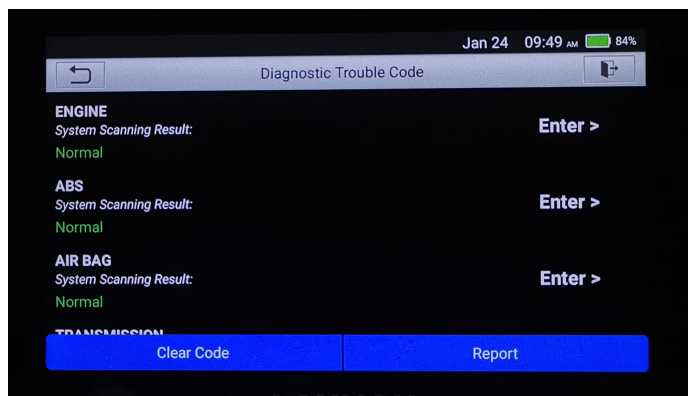 Jan 24 09:49 AM 84%
Diagnostic Trouble Code
ENGINE
System Scanning Result:
Enter >
Normal
ABS
System Scanning Result:
Enter >
Normal
AIR BAG
System Scanning Result:
Enter >
Normal
TRANSMISSION
Clear Code
Report